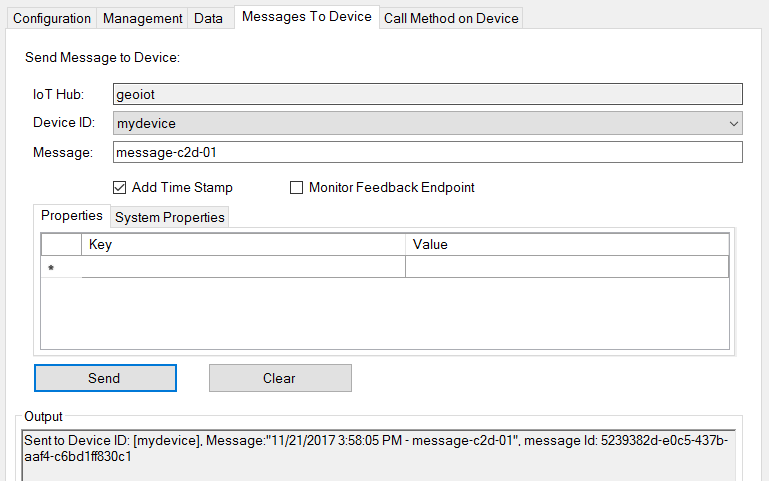 Configuration Management Data Messages To Device Call Method on Device
Send Message to Device:
IoT Hub: geoiot
Device ID: mydevice
Message: message-c2d-01
Add Time Stamp Monitor Feedback Endpoint
Properties System Properties
Key Value
*
Send Clear
Output
Sent to Device ID: [mydevice], Message:"11/21/2017 3:58:05 PM - message-c2d-01", message Id: 5239382d-e0c5-437b-
aaf4-c6bd1ff830c1